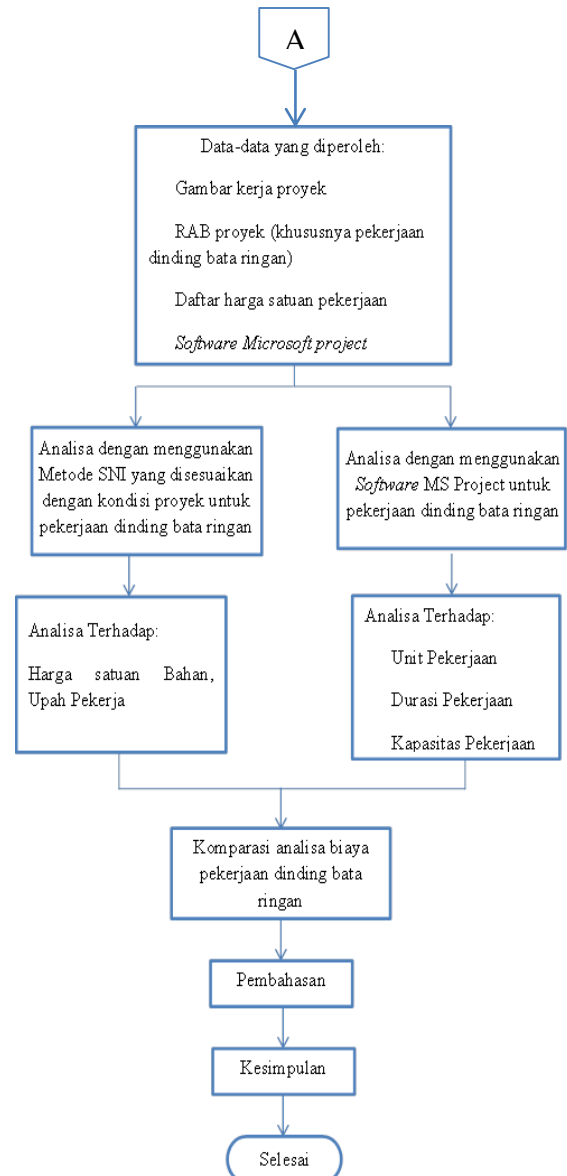 A
Data-data yang diperoleh:
Gambar kerja proyek
RAB proyek (khususnya pekerjaan
dinding bata ringan)
Daftar harga satuan pekerjaan
Software Microsoft project
Analisa dengan menggunakan
Metode SNI yang disesuaikan
dengan kondisi proyek untuk
pekerjaan dinding bata ringan
Analisa dengan menggunakan
Software MS Project untuk
pekerjaan dinding bata ringan
Analisa Terhadap:
Harga satuan Bahan,
Upah Pekerja
Analisa Terhadap:
Unit Pekerjaan
Durasi Pekerjaan
Kapasitas Pekerjaan
Komparasi analisa biaya
pekerjaan dinding bata
ringan
Pembahasan
Kesimpulan
Selesai